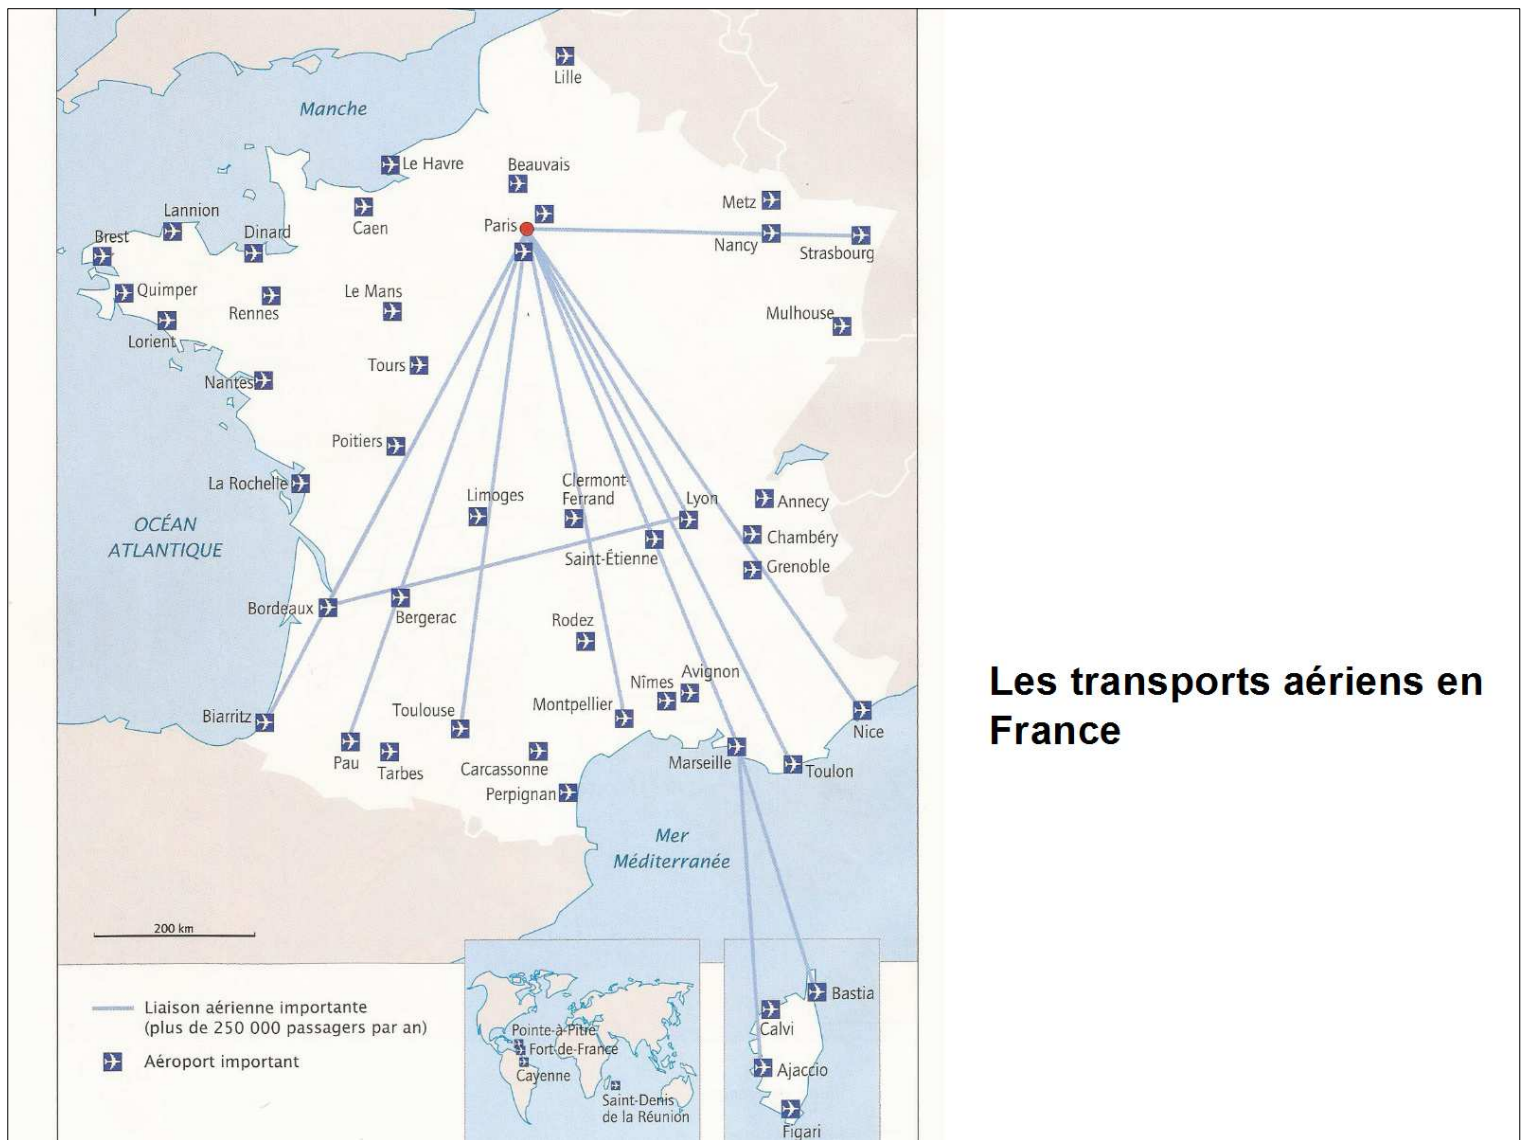 Lille
Manche
Le Havre
Beauvais
Metz
Lannion
Caen
Paris
Brest
Dinard
Nancy
Strasbourg
Quimper
Le Mans
Rennes
Mulhouse
Lorient
Tours
Nantes
Poitiers
La Rochelle
Limoges
Clermont-
Ferrand
Lyon
Annecy
OCÉAN
ATLANTIQUE
Chambéry
Saint-Étienne
Grenoble
Bordeaux
Bergerac
Rodez
Avignon
Nîmes
Les transports aériens en
France
Montpellier
Biarritz
Toulouse
Nice
Pau
Tarbes
Carcassonne
Marseille
Toulon
Perpignan
Mer
Méditerranée
200 km
Bastia
Calvi
Ajaccio
Figari
Liaison aérienne importante
(plus de 250 000 passagers par an)
Aéroport important
Pointe-à-Pitre
Fort-de-France
Cayenne
Saint-Denis
de la Réunion